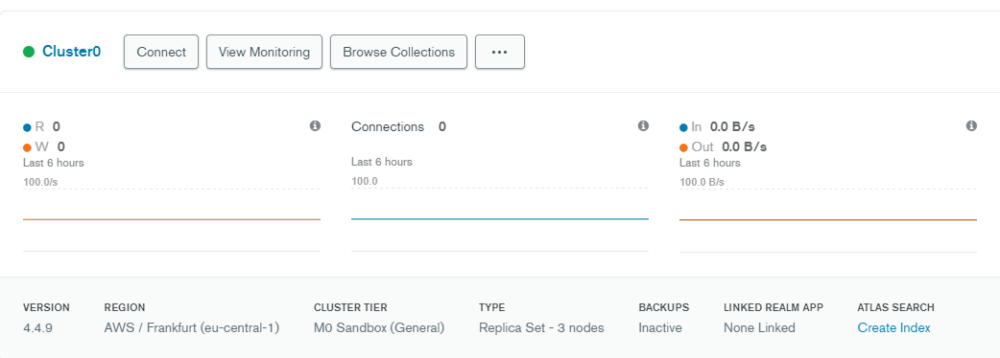 Cluster0 Connect View Monitoring Browse Collections ...
R 0 Connections 0 In 0.0 B/s
W 0 Out 0.0 B/s
Last 6 hours Last 6 hours Last 6 hours
100.0/s 100.0 100.0 B/s
VERSION REGION CLUSTER TIER TYPE BACKUPS LINKED REALM APP ATLAS SEARCH
4.4.9 AWS / Frankfurt (eu-central-1) M0 Sandbox (General) Replica Set - 3 nodes Inactive None Linked Create Index